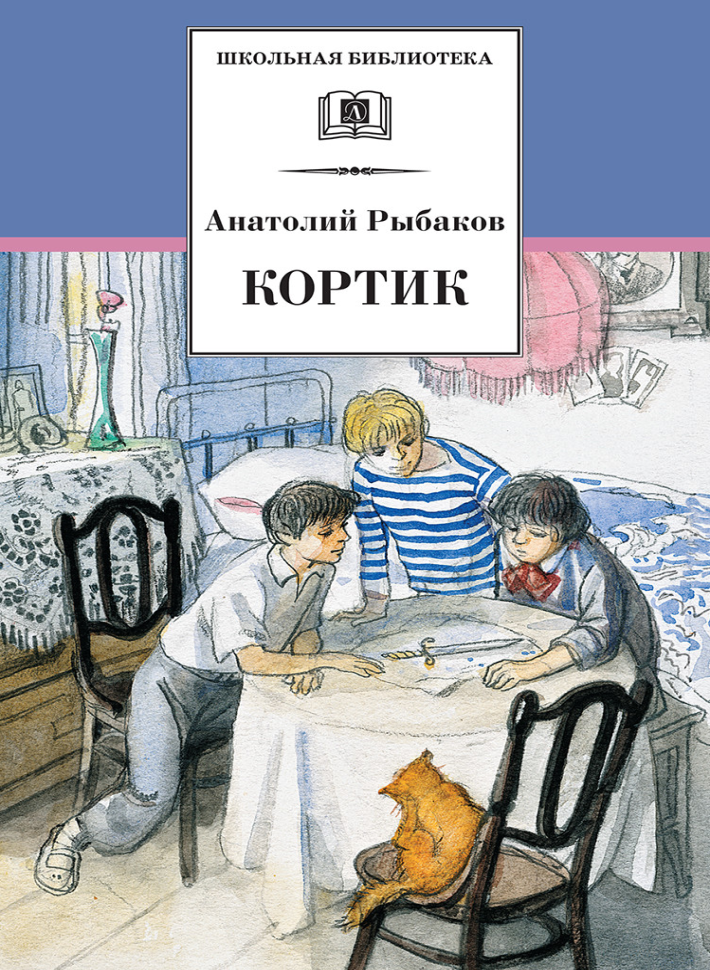 ШКОЛЬНАЯ БИБЛИОТЕКА
Анатолий Рыбаков
КОРТИК